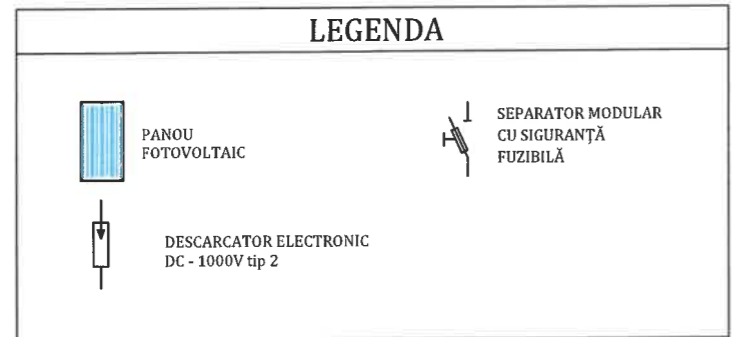 LEGENDA
PANOU
FOTOVOLTAIC
SEPARATOR MODULAR
CU SIGURANȚĂ
FUZIBILĂ
DESCARCATOR ELECTRONIC
DC - 1000V tip 2